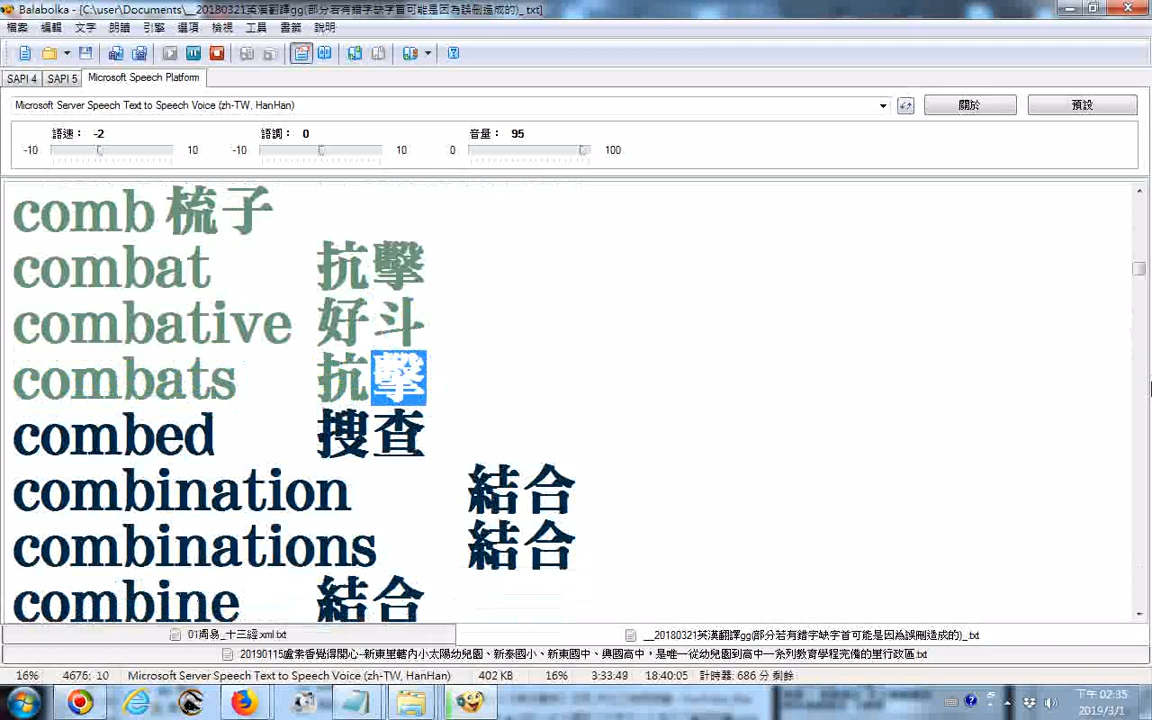 Balabolka - [C:\user\Documents\__20180321英漢翻譯gg(部分若有錯字缺字首可能是因為誤刪造成的)_.txt]
檔案 編輯 文字 朗讀 引擎 選項 檢視 工具 書籤 說明
SAPI 4 SAPI 5 Microsoft Speech Platform
Microsoft Server Speech Text to Speech Voice (zh-TW, HanHan)
關於 預設
語速： -2 語調： 0 音量： 95
-10 10 -10 10 0 100
comb 梳子
combat 抗擊
combative 好斗
combats 抗擊
combed 搜查
combination 結合
combinations 結合
combine 結合
01周易_十三經.xml.txt __20180321英漢翻譯gg(部分若有錯字缺字首可能是因為誤刪造成的)_.txt
20190115盧素香覺得開心--新東里轄內小太陽幼兒園、新泰國小、新東國中、興國高中，是唯一從幼兒園到高中一系列教育學程完備的里行政區.txt
16% 4676: 10 Microsoft Server Speech Text to Speech Voice (zh-TW, HanHan) 402 KB 16% 3:33:49 18:40:05 計時器: 686 分 剩餘
下午 02:35
2019/3/1